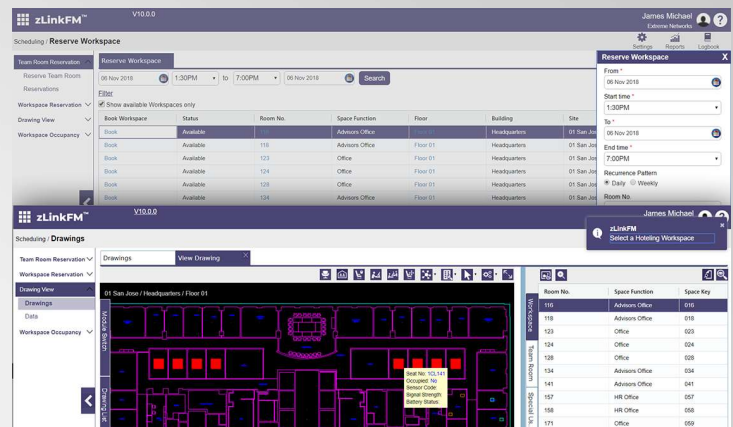 zLinkFM™
V10.0.0
James Michael
Extreme Networks
Scheduling / Reserve Workspace
Settings Reports Logbook
Team Room Reservation
Reserve Team Room
Reservations
Workspace Reservation
Drawing View
Workspace Occupancy
Reserve Workspace
06 Nov 2018 1:30PM to 7:00PM 06 Nov 2018 Search
Filter
Show available Workspaces only
Book Workspace Status Room No. Space Function Floor Building Site
Book Available 116 Advisors Office Floor 01 Headquarters 01 San Jos
Book Available 118 Advisors Office Floor 01 Headquarters 01 San Jos
Book Available 123 Office Floor 01 Headquarters 01 San Jos
Book Available 124 Office Floor 01 Headquarters 01 San Jos
Book Available 128 Office Floor 01 Headquarters 01 San Jos
Book Available 134 Advisors Office Floor 01 Headquarters 01 San Jos
Reserve Workspace X
From *
06 Nov 2018
Start time *
1:30PM
To *
06 Nov 2018
End time *
7:00PM
Recurrence Pattern
Daily Weekly
Room No.
zLinkFM™
V10.0.0
James Michael
zLinkFM
Select a Hoteling Workspace
Scheduling / Drawings
Team Room Reservation
Workspace Reservation
Drawing View
Drawings
Data
Workspace Occupancy
Drawings
View Drawing X
01 San Jose / Headquarters / Floor 01
Module Switch
Drawing List
Seat No: 1CL141
Occupied: No
Sensor Code:
Signal Strength:
Battery Status:
Workspace
Team Room
Room No. Space Function Space Key
116 Advisors Office 016
118 Advisors Office 018
123 Office 023
124 Office 024
128 Office 028
134 Advisors Office 034
141 Advisors Office 041
157 HR Office 057
158 HR Office 058
171 Office 059